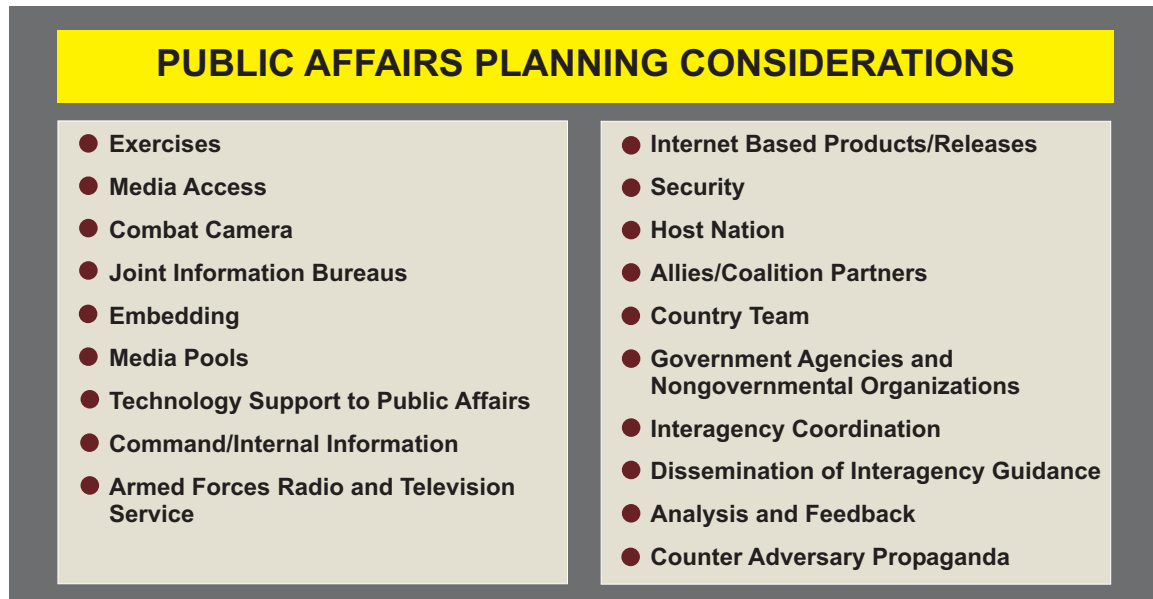 PUBLIC AFFAIRS PLANNING CONSIDERATIONS
Exercises
Media Access
Combat Camera
Joint Information Bureaus
Embedding
Media Pools
Technology Support to Public Affairs
Command/Internal Information
Armed Forces Radio and Television
Service
Internet Based Products/Releases
Security
Host Nation
Allies/Coalition Partners
Country Team
Government Agencies and
Nongovernmental Organizations
Interagency Coordination
Dissemination of Interagency Guidance
Analysis and Feedback
Counter Adversary Propaganda